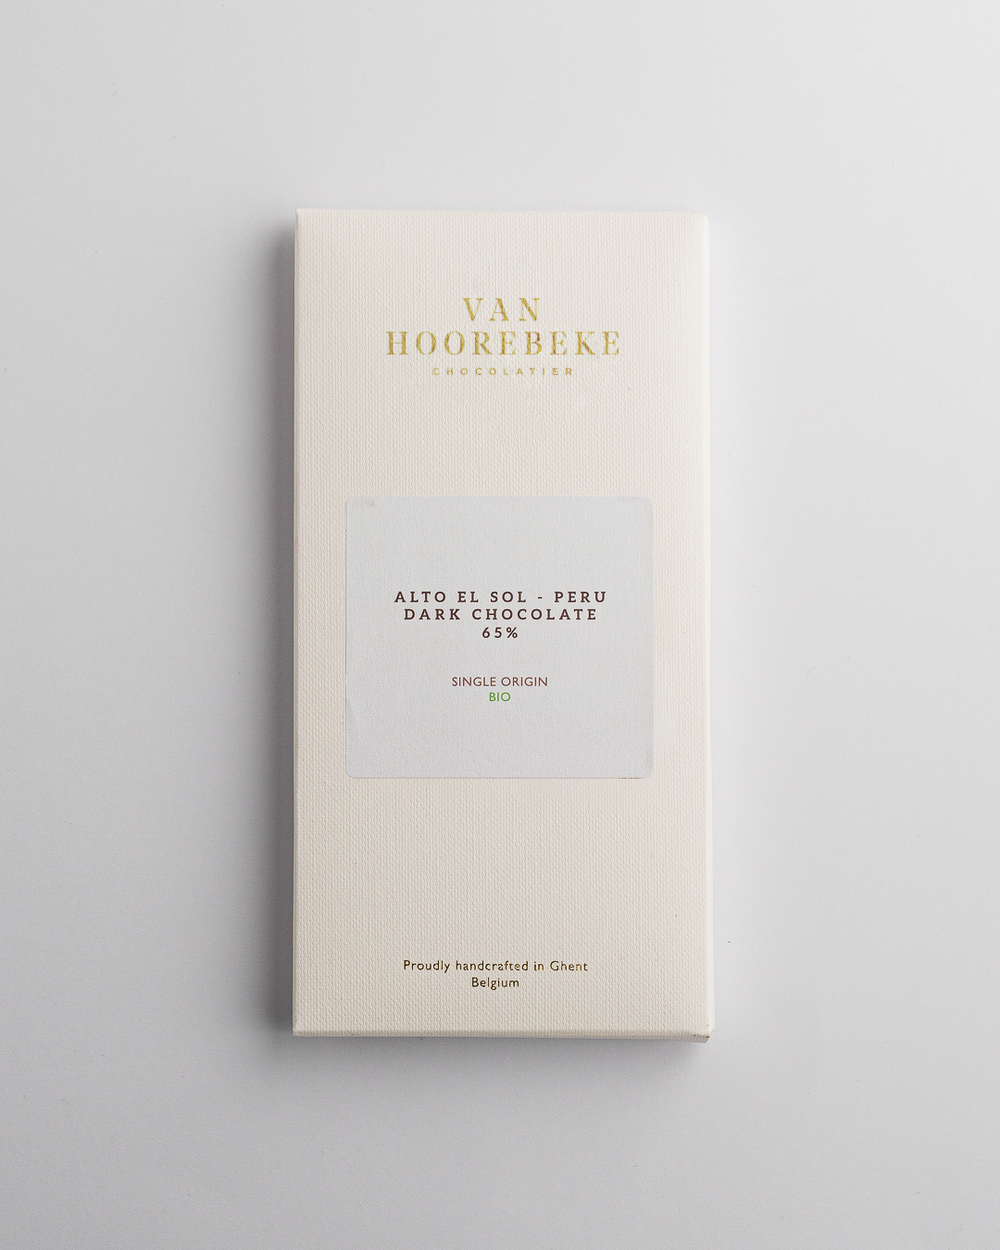 VAN
HOOREBEKE
CHOCOLATIER
ALTO EL SOL - PERU
DARK CHOCOLATE
65%
SINGLE ORIGIN
BIO
Proudly handcrafted in Ghent
Belgium